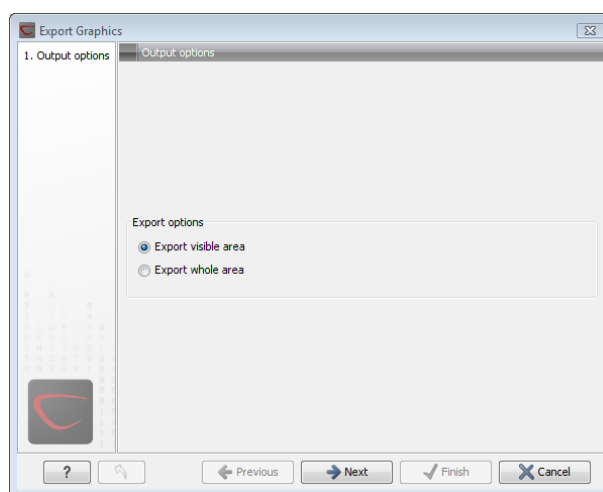 Export Graphics
1. Output options
Output options
Export options
Export visible area
Export whole area
?
Previous
Next
Finish
Cancel